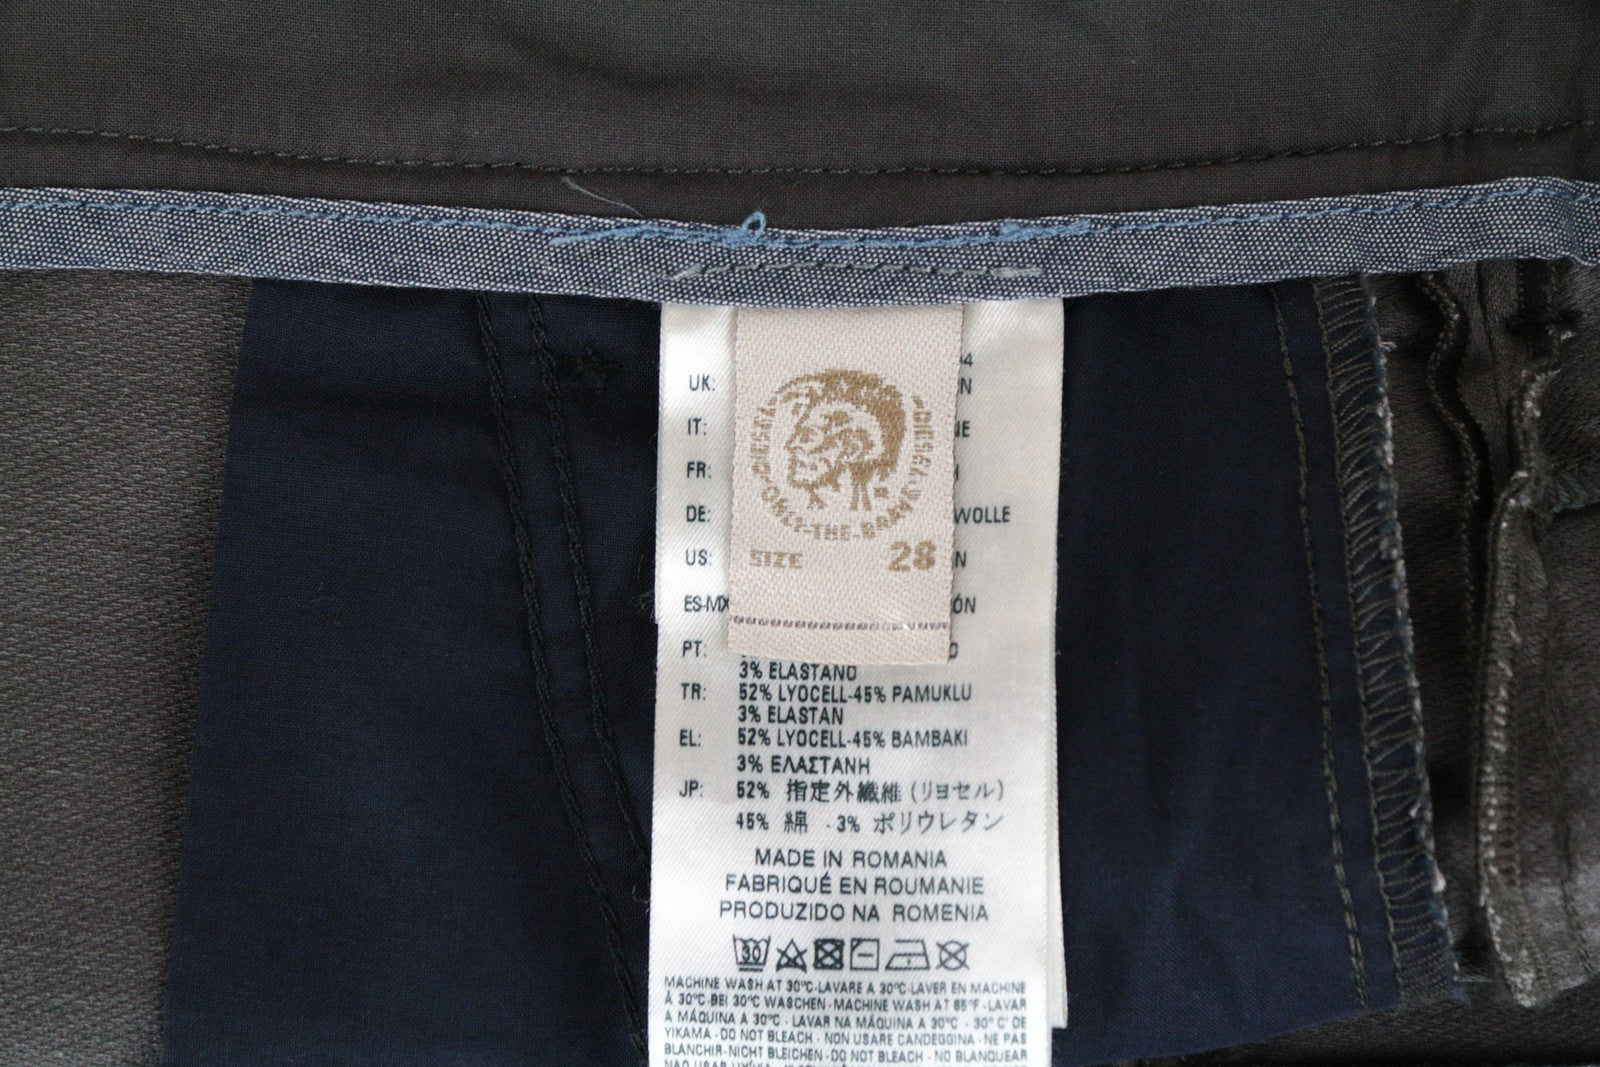 DIESEL
DIESEL
·ONLY·THE·BRAVE·
SIZE 28
UK:
IT:
FR:
DE: WOLLE
US:
ES-MX
PT:
3% ELASTANO
TR: 52% LYOCELL-45% PAMUKLU
3% ELASTAN
EL: 52% LYOCELL-45% BAMBAKI
3% ΕΛΑΣΤΑΝΗ
JP: 52% 指定外繊維 (リヨセル)
45% 綿 - 3% ポリウレタン
MADE IN ROMANIA
FABRIQUÉ EN ROUMANIE
PRODUZIDO NA ROMENIA
30
MACHINE WASH AT 30°C-LAVARE A 30°C-LAVER EN MACHINE
À 30°C-BEI 30°C WASCHEN-MACHINE WASH AT 85°F-LAVAR
A MÁQUINA A 30°C - LAVAR NA MÁQUINA A 30°C - 30° C' DE
YIKAMA-DO NOT BLEACH-NON USARE CANDEGGINA-NE PAS
BLANCHIR-NICHT BLEICHEN-DO NOT BLEACH-NO BLANQUEAR